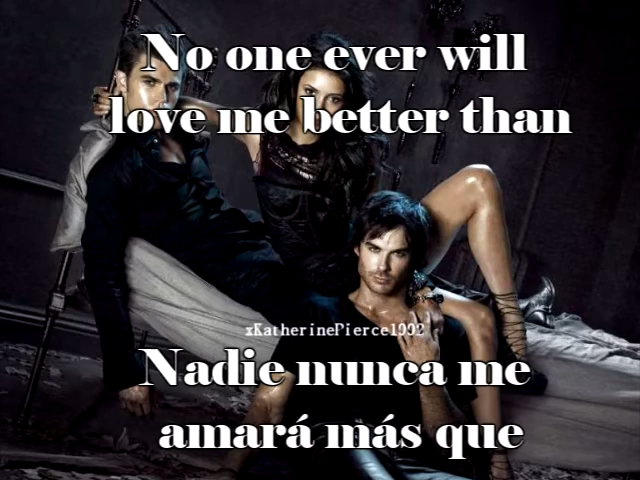 No one ever will
love me better than
xKatherinePierce1992
Nadie nunca me
amará más que